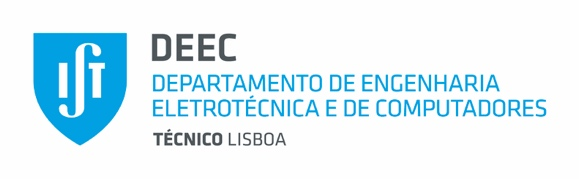 IST
DEEC
DEPARTAMENTO DE ENGENHARIA
ELETROTÉCNICA E DE COMPUTADORES
TÉCNICO LISBOA